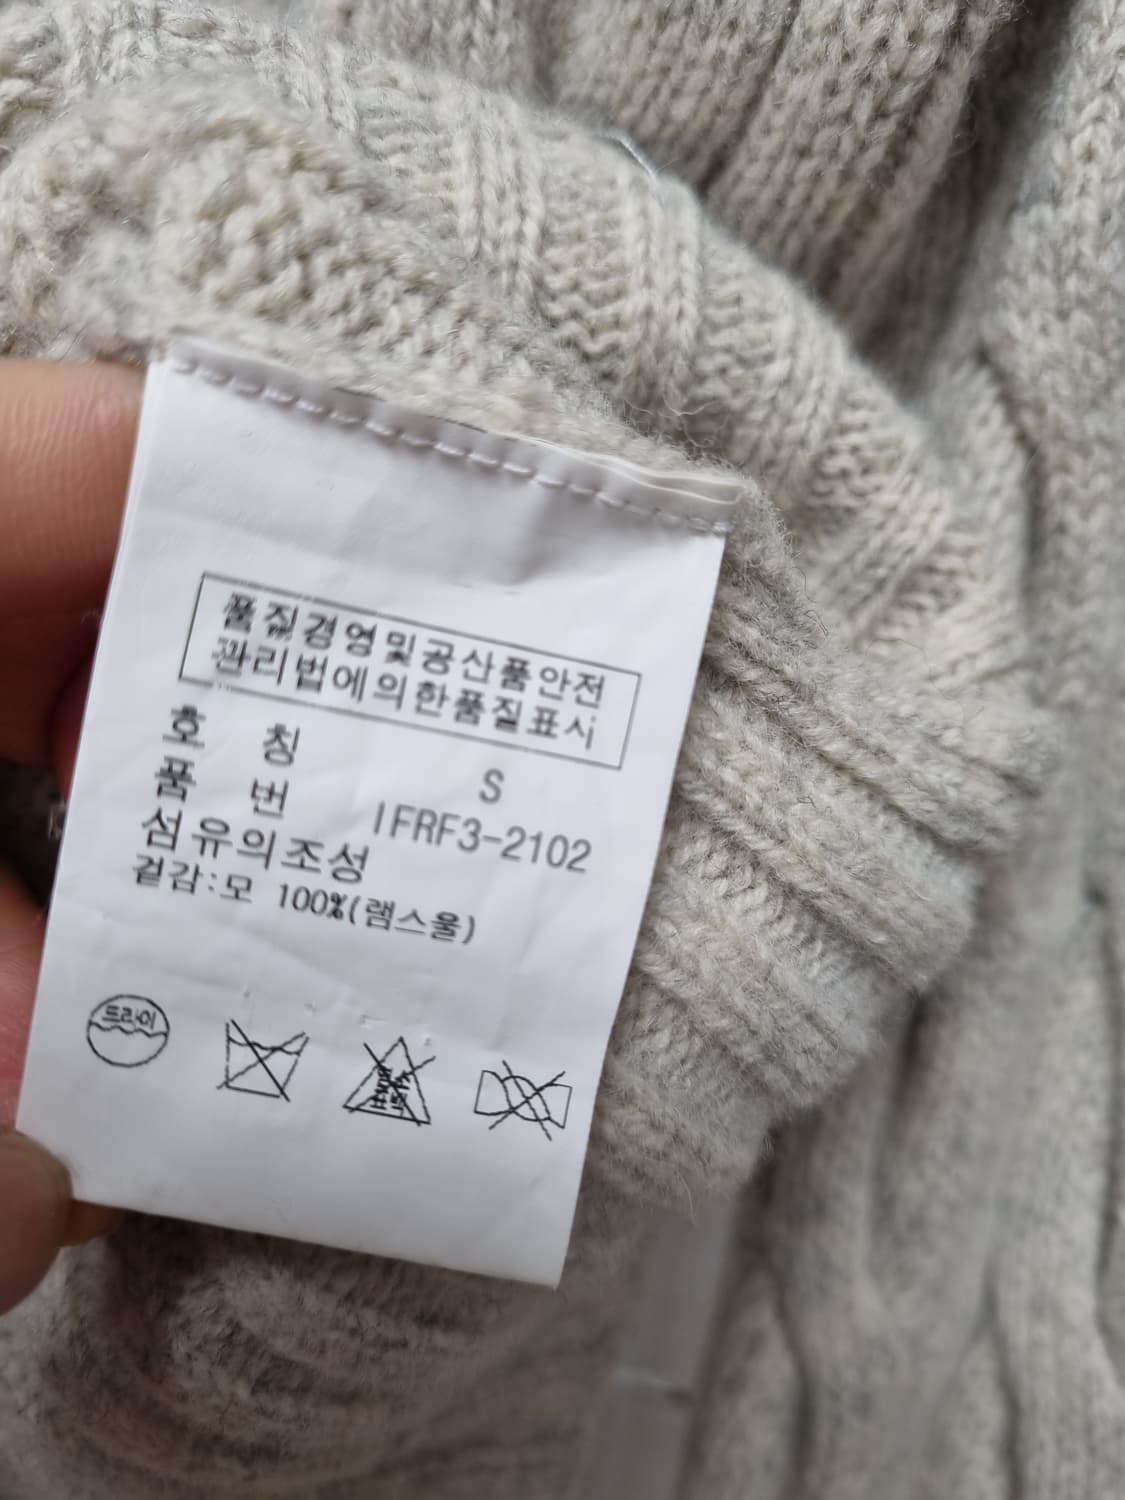 품질경영및공산품안전
관리법에의한품질표시
호 칭 S
품 번 IFRF3-2102
섬유의조성
겉감:모 100%(램스울)
드라이